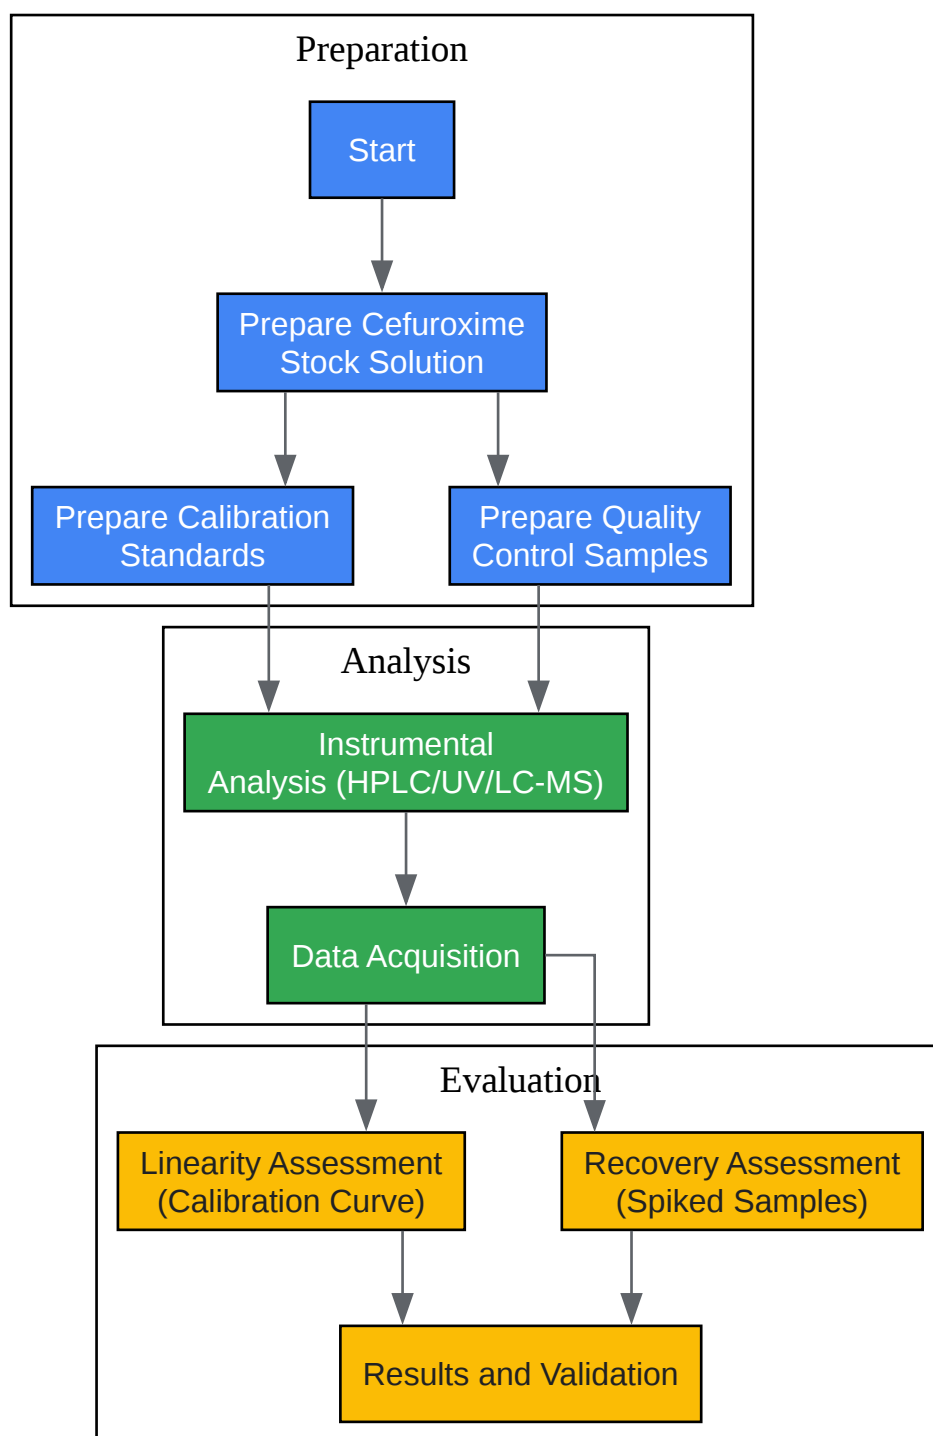 Preparation
Start
Prepare Cefuroxime
Stock Solution
Prepare Calibration
Standards
Prepare Quality
Control Samples
Analysis
Instrumental
Analysis (HPLC/UV/LC-MS)
Data Acquisition
Evaluation
Linearity Assessment
(Calibration Curve)
Recovery Assessment
(Spiked Samples)
Results and Validation